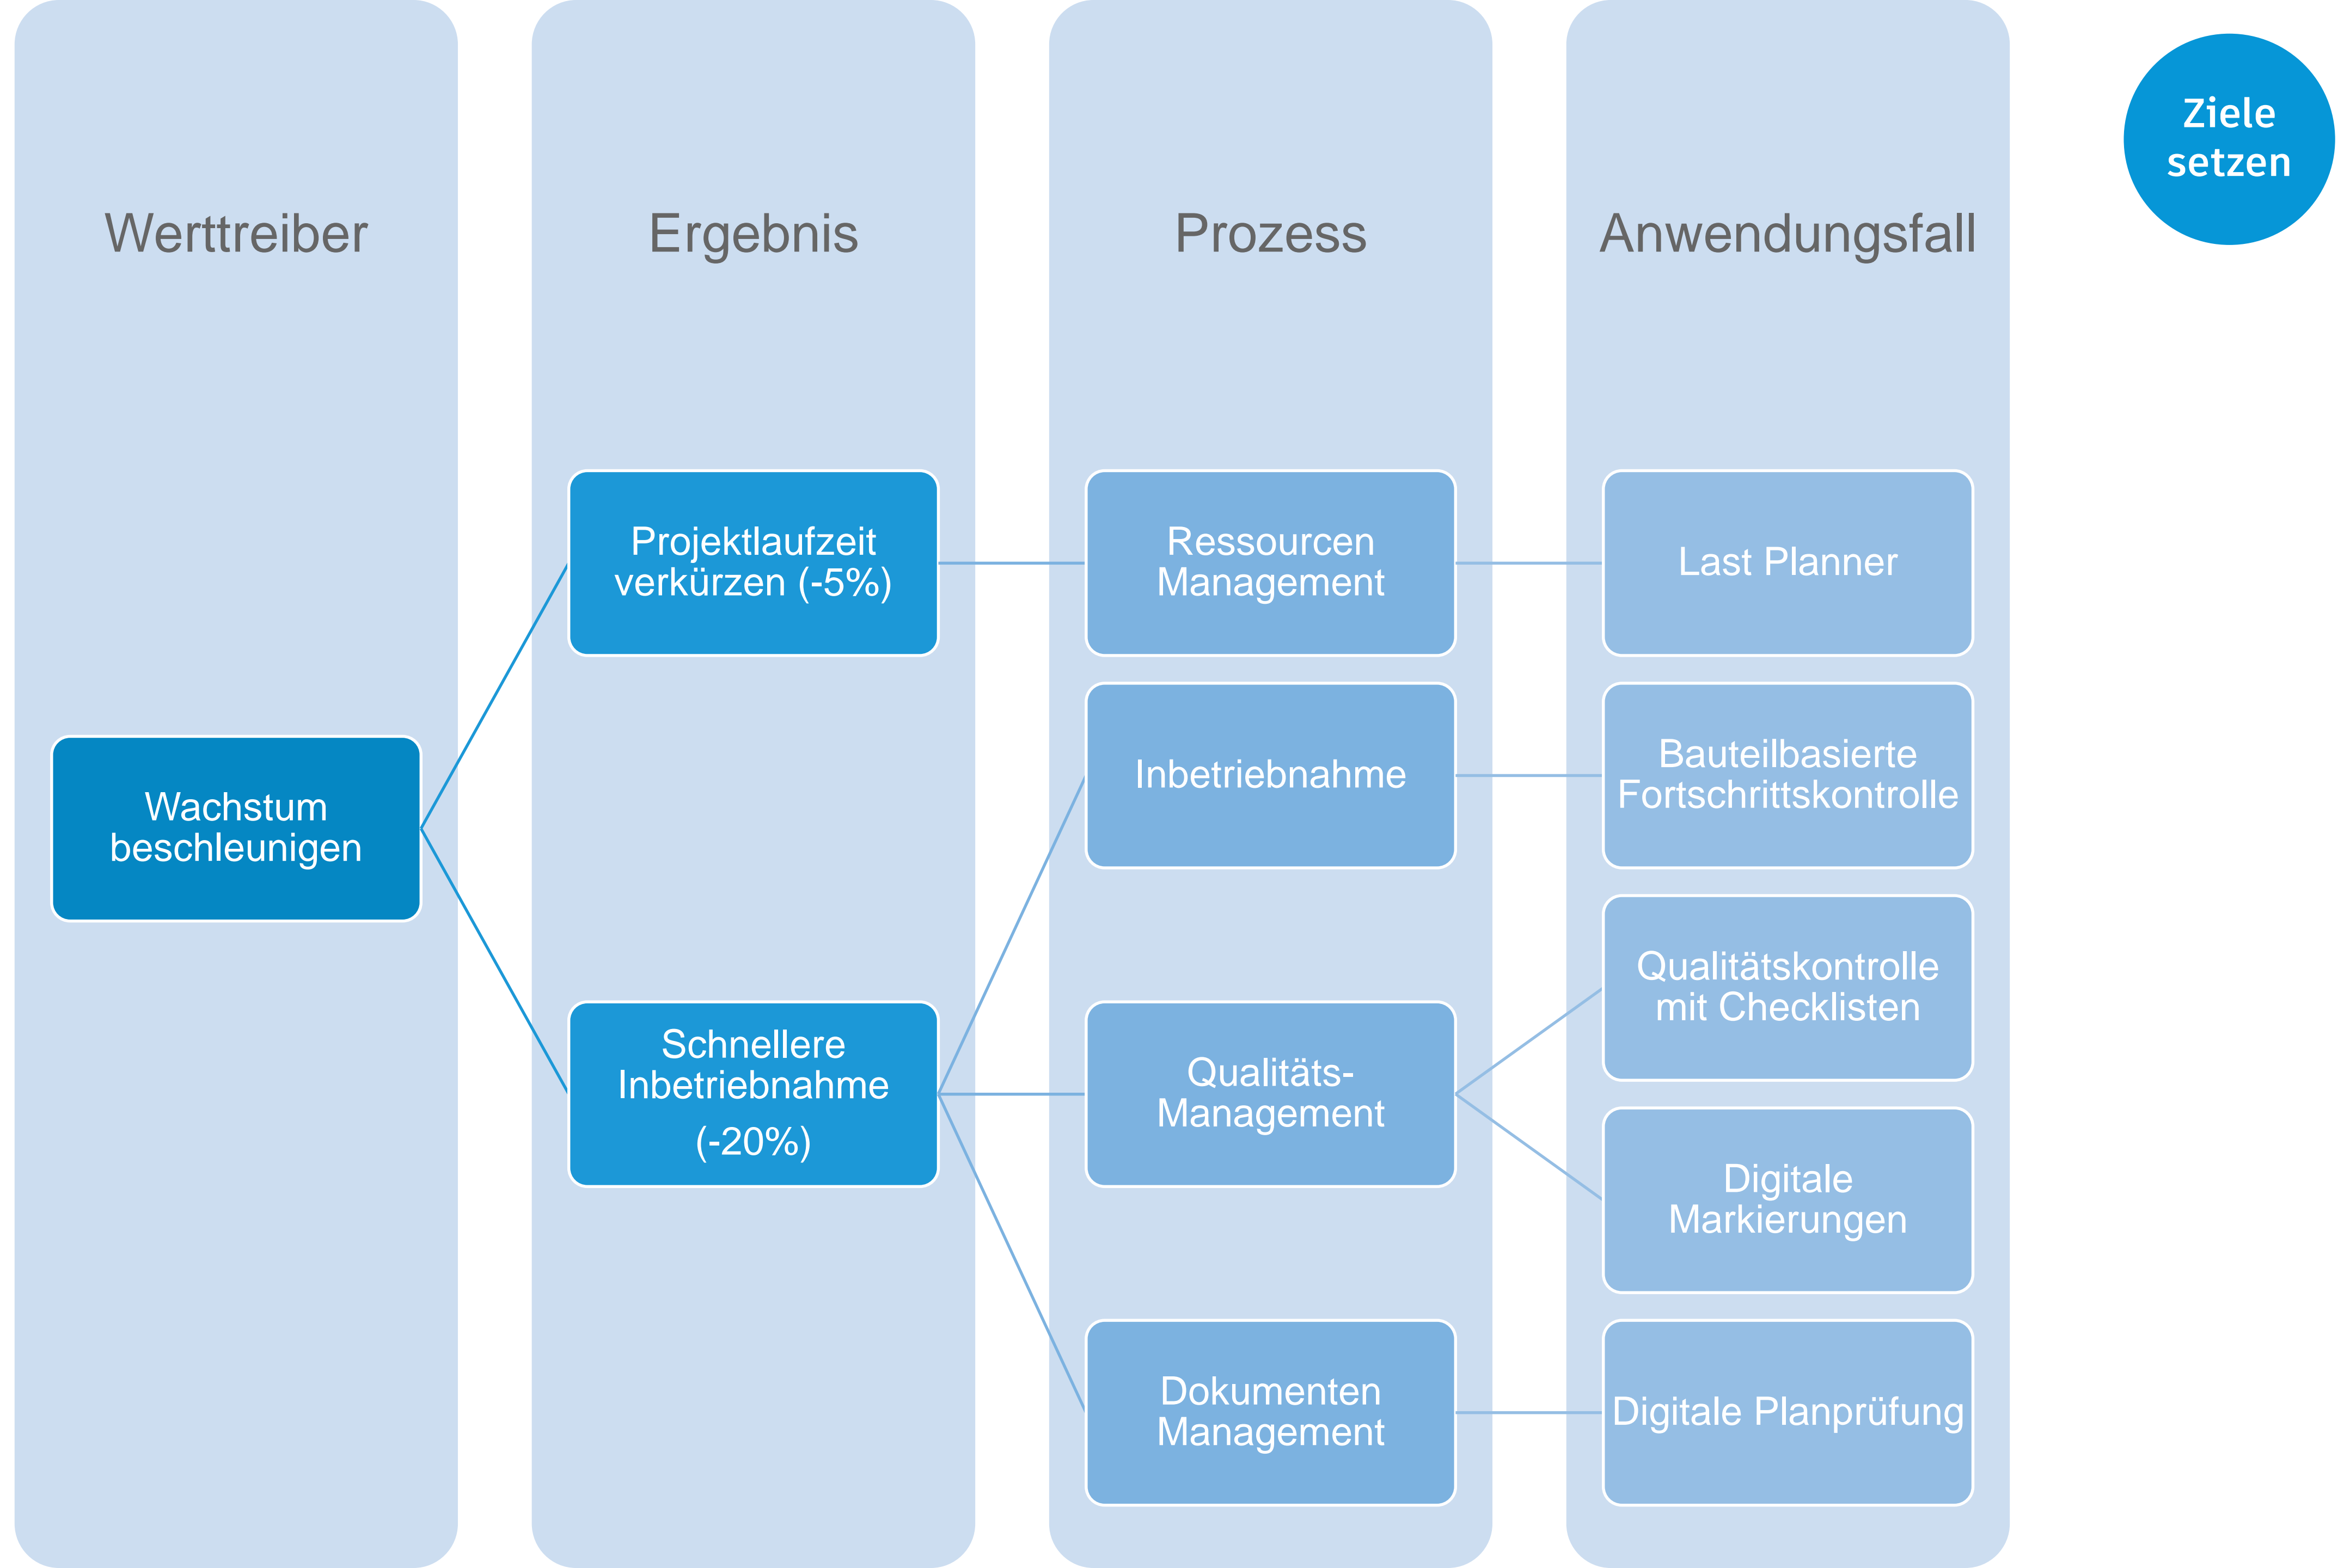 Werttreiber
Ergebnis
Prozess
Anwendungsfall
Ziele
setzen
Wachstum
beschleunigen
Projektlaufzeit
verkürzen (-5%)
Schnellere
Inbetriebnahme
(-20%)
Ressourcen
Management
Inbetriebnahme
Qualitäts-
Management
Dokumenten
Management
Last Planner
Bauteilbasierte
Fortschrittskontrolle
Qualitätskontrolle
mit Checklisten
Digitale
Markierungen
Digitale Planprüfung